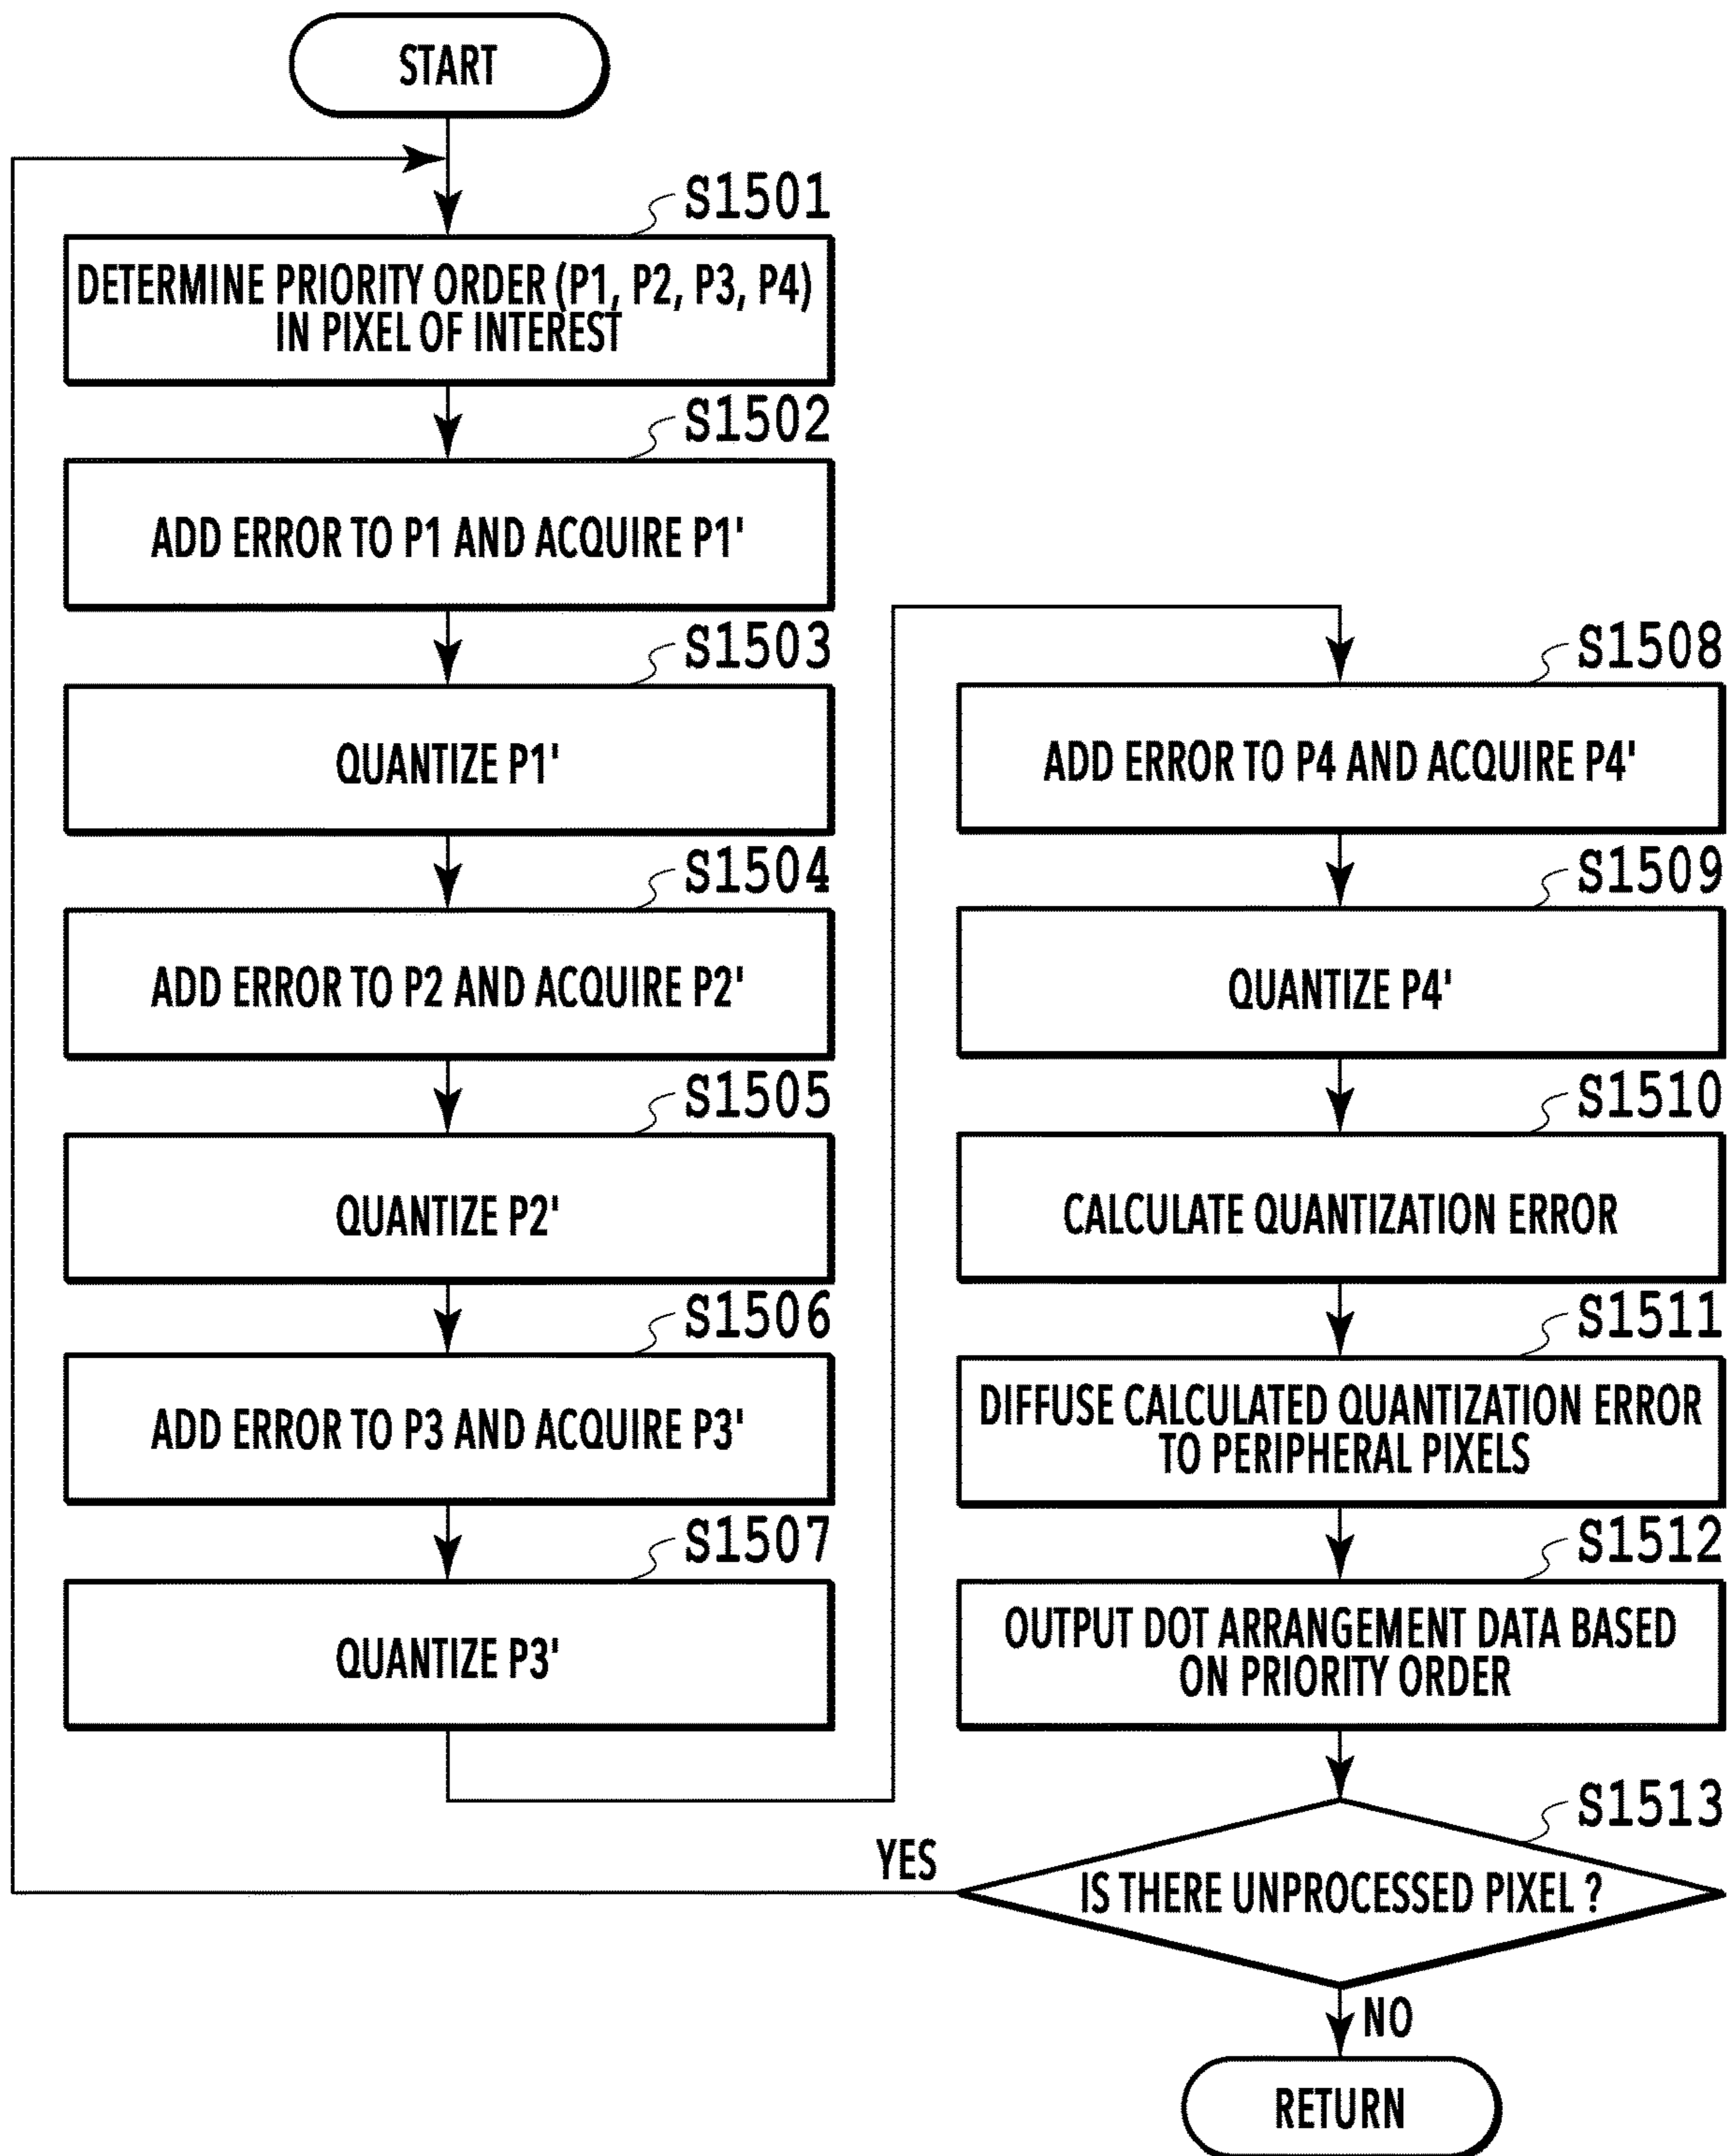 START
S1501
DETERMINE PRIORITY ORDER (P1, P2, P3, P4)
IN PIXEL OF INTEREST
S1502
ADD ERROR TO P1 AND ACQUIRE P1'
S1503
QUANTIZE P1'
S1504
ADD ERROR TO P2 AND ACQUIRE P2'
S1505
QUANTIZE P2'
S1506
ADD ERROR TO P3 AND ACQUIRE P3'
S1507
QUANTIZE P3'
S1508
ADD ERROR TO P4 AND ACQUIRE P4'
S1509
QUANTIZE P4'
S1510
CALCULATE QUANTIZATION ERROR
S1511
DIFFUSE CALCULATED QUANTIZATION ERROR
TO PERIPHERAL PIXELS
S1512
OUTPUT DOT ARRANGEMENT DATA BASED
ON PRIORITY ORDER
S1513
YES
IS THERE UNPROCESSED PIXEL ?
NO
RETURN